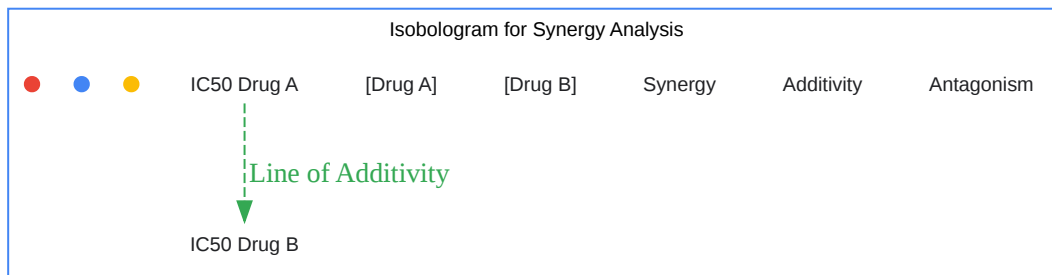 Isobologram for Synergy Analysis
IC50 Drug A [Drug A] [Drug B] Synergy Additivity Antagonism
Line of Additivity
IC50 Drug B